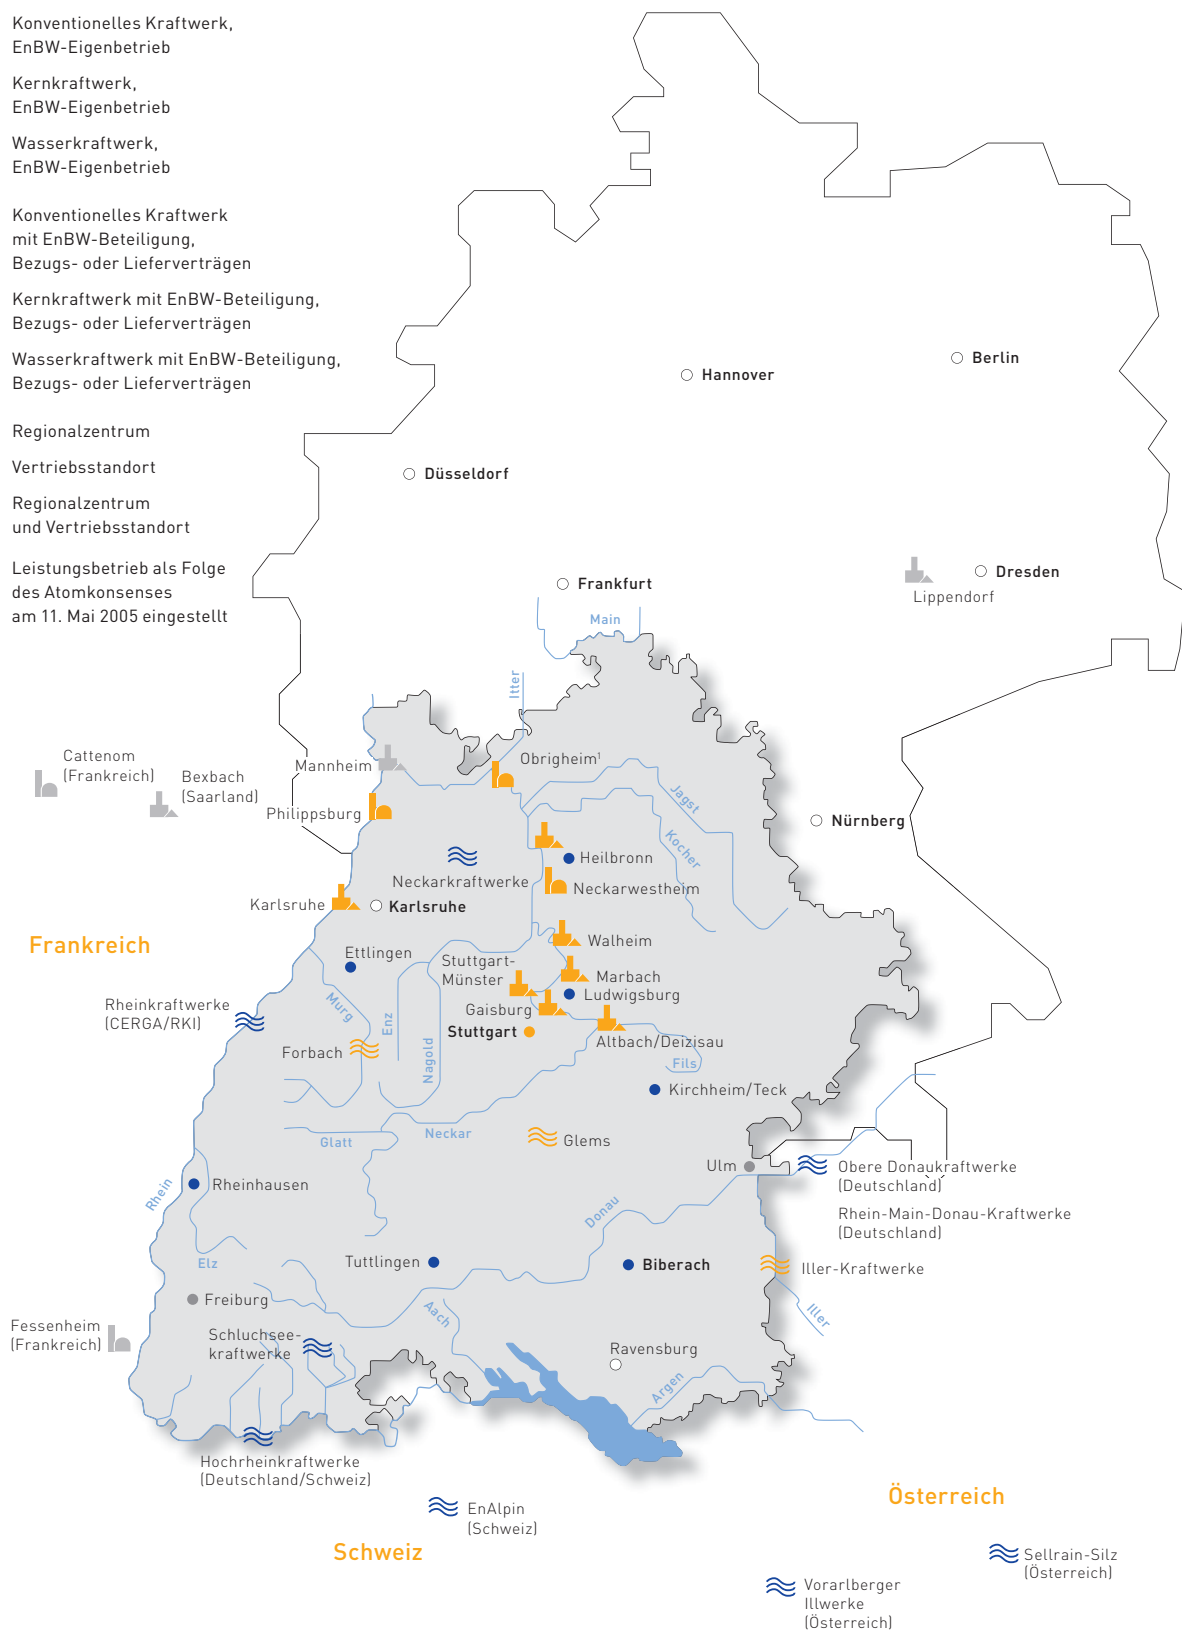 Konventionelles Kraftwerk,
EnBW-Eigenbetrieb
Kernkraftwerk,
EnBW-Eigenbetrieb
Wasserkraftwerk,
EnBW-Eigenbetrieb
Konventionelles Kraftwerk
mit EnBW-Beteiligung,
Bezugs- oder Lieferverträgen
Kernkraftwerk mit EnBW-Beteiligung,
Bezugs- oder Lieferverträgen
Wasserkraftwerk mit EnBW-Beteiligung,
Bezugs- oder Lieferverträgen
Regionalzentrum
Vertriebsstandort
Regionalzentrum
und Vertriebsstandort
Leistungsbetrieb als Folge
des Atomkonsenses
am 11. Mai 2005 eingestellt
Berlin
Hannover
Düsseldorf
Dresden
Lippendorf
Frankfurt
Main
Itter
Cattenom
(Frankreich)
Bexbach
(Saarland)
Mannheim
Obrigheim¹
Philippsburg
Jagst
Kocher
Nürnberg
Heilbronn
Neckarkraftwerke
Neckarwestheim
Karlsruhe
Karlsruhe
Frankreich
Walheim
Ettlingen
Stuttgart-
Münster
Marbach
Ludwigsburg
Rheinkraftwerke
(CERGA/RKI)
Murg
Enz
Gaisburg
Stuttgart
Altbach/Deizisau
Forbach
Nagold
Fils
Kirchheim/Teck
Glatt
Neckar
Glems
Ulm
Obere Donaukraftwerke
(Deutschland)
Rhein-Main-Donau-Kraftwerke
(Deutschland)
Rhein
Rheinhausen
Donau
Elz
Tuttlingen
Biberach
Iller-Kraftwerke
Iller
Freiburg
Aach
Fessenheim
(Frankreich)
Schluchsee-
kraftwerke
Ravensburg
Argen
Hochrheinkraftwerke
(Deutschland/Schweiz)
EnAlpin
(Schweiz)
Österreich
Schweiz
Sellrain-Silz
(Österreich)
Vorarlberger
Illwerke
(Österreich)